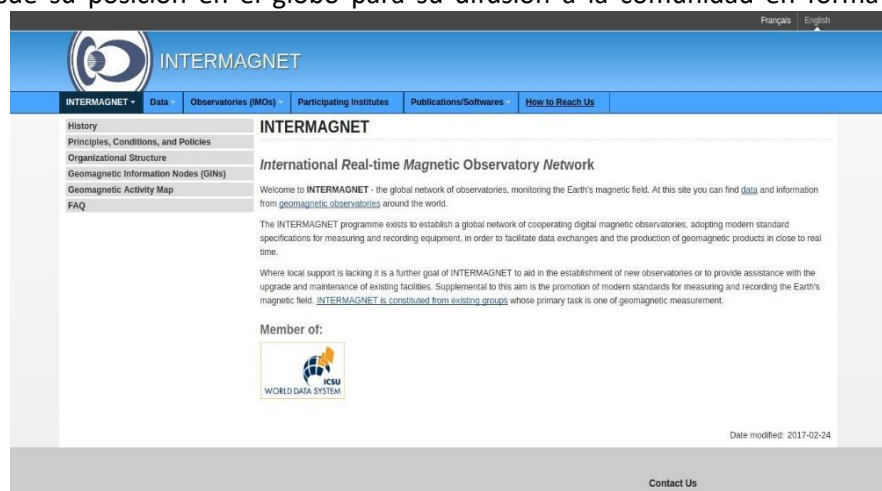 sde su posición en el globo para su difusión a la comunidad en forma
Français English
INTERMAGNET
INTERMAGNET Data Observatories (IMOs) Participating Institutes Publications/Softwares How to Reach Us
History
Principles, Conditions, and Policies
Organizational Structure
Geomagnetic Information Nodes (GINs)
Geomagnetic Activity Map
FAQ
INTERMAGNET
International Real-time Magnetic Observatory Network
Welcome to INTERMAGNET - the global network of observatories, monitoring the Earth's magnetic field. At this site you can find data and information
from geomagnetic observatories around the world.
The INTERMAGNET programme exists to establish a global network of cooperating digital magnetic observatories, adopting modern standard
specifications for measuring and recording equipment, in order to facilitate data exchanges and the production of geomagnetic products in close to real
time.
Where local support is lacking it is a further goal of INTERMAGNET to aid in the establishment of new observatories or to provide assistance with the
upgrade and maintenance of existing facilities. Supplemental to this aim is the promotion of modern standards for measuring and recording the Earth's
magnetic field. INTERMAGNET is constituted from existing groups whose primary task is one of geomagnetic measurement.
Member of:
ICSU
WORLD DATA SYSTEM
Date modified: 2017-02-24
Contact Us